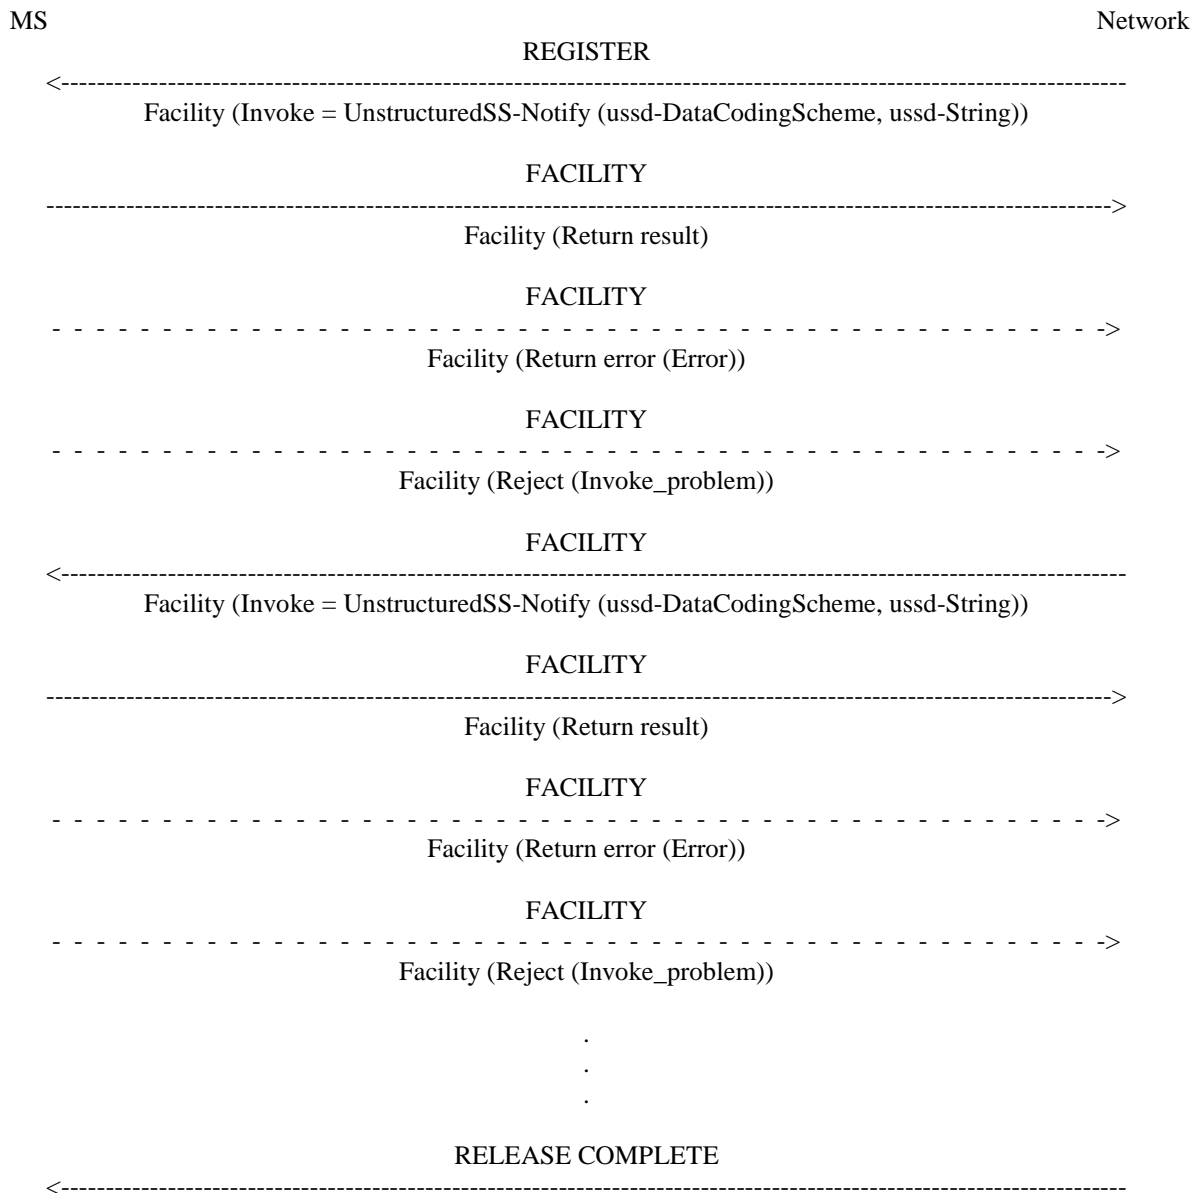 MS Network
REGISTER
<----------------------------------------------------------------------------------------------------------------------
Facility (Invoke = UnstructuredSS-Notify (ussd-DataCodingScheme, ussd-String))
FACILITY
---------------------------------------------------------------------------------------------------------------------->
Facility (Return result)
FACILITY
- - - - - - - - - - - - - - - - - - - - - - - - - - - - - - - - - - - - - - - - - - - - - - - ->
Facility (Return error (Error))
FACILITY
- - - - - - - - - - - - - - - - - - - - - - - - - - - - - - - - - - - - - - - - - - - - - - - ->
Facility (Reject (Invoke_problem))
FACILITY
<----------------------------------------------------------------------------------------------------------------------
Facility (Invoke = UnstructuredSS-Notify (ussd-DataCodingScheme, ussd-String))
FACILITY
---------------------------------------------------------------------------------------------------------------------->
Facility (Return result)
FACILITY
- - - - - - - - - - - - - - - - - - - - - - - - - - - - - - - - - - - - - - - - - - - - - - - ->
Facility (Return error (Error))
FACILITY
- - - - - - - - - - - - - - - - - - - - - - - - - - - - - - - - - - - - - - - - - - - - - - - ->
Facility (Reject (Invoke_problem))
.
.
.
RELEASE COMPLETE
<----------------------------------------------------------------------------------------------------------------------